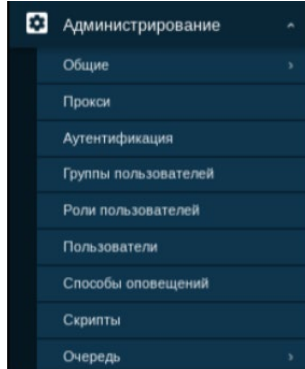 Администрирование
Общие
Прокси
Аутентификация
Группы пользователей
Роли пользователей
Пользователи
Способы оповещений
Скрипты
Очередь